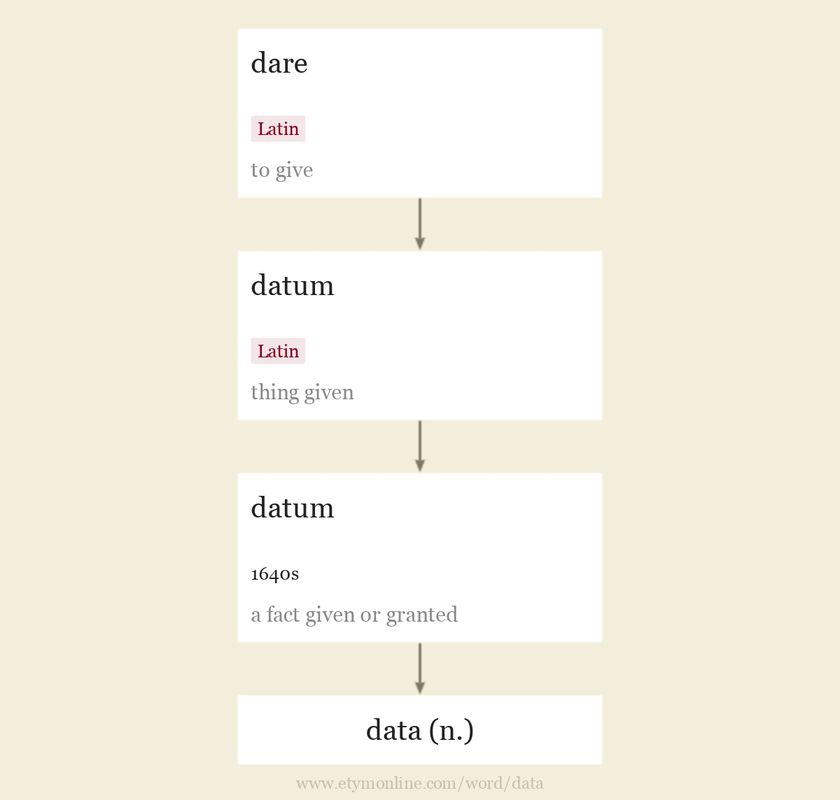 dare
Latin
to give
datum
Latin
thing given
datum
1640s
a fact given or granted
data (n.)
www.etymonline.com/word/data